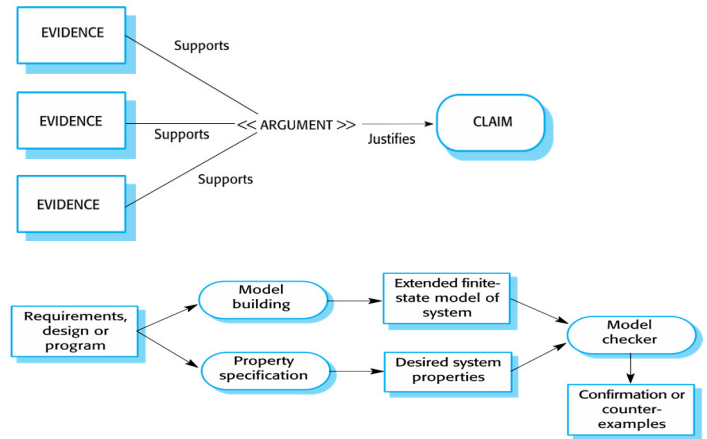 EVIDENCE
Supports
EVIDENCE
Supports
<< ARGUMENT >>
Justifies
CLAIM
EVIDENCE
Supports
Requirements,
design or
program
Model
building
Extended finite-
state model of
system
Property
specification
Desired system
properties
Model
checker
Confirmation or
counter-
examples